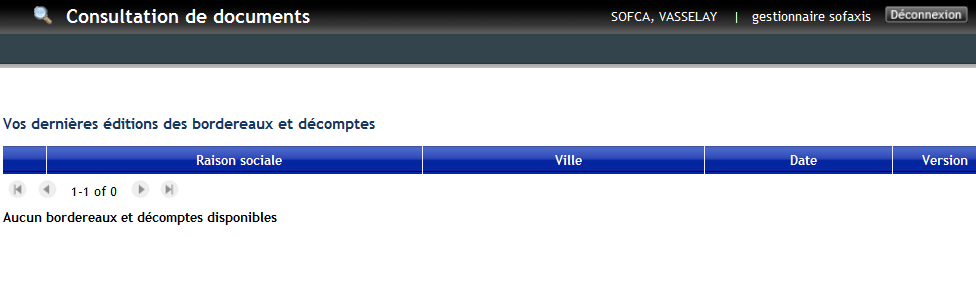 Consultation de documents SOFCA, VASSELAY | gestionnaire sofaxis Déconnexion
Vos dernières éditions des bordereaux et décomptes
Raison sociale Ville Date Version
1-1 of 0
Aucun bordereaux et décomptes disponibles